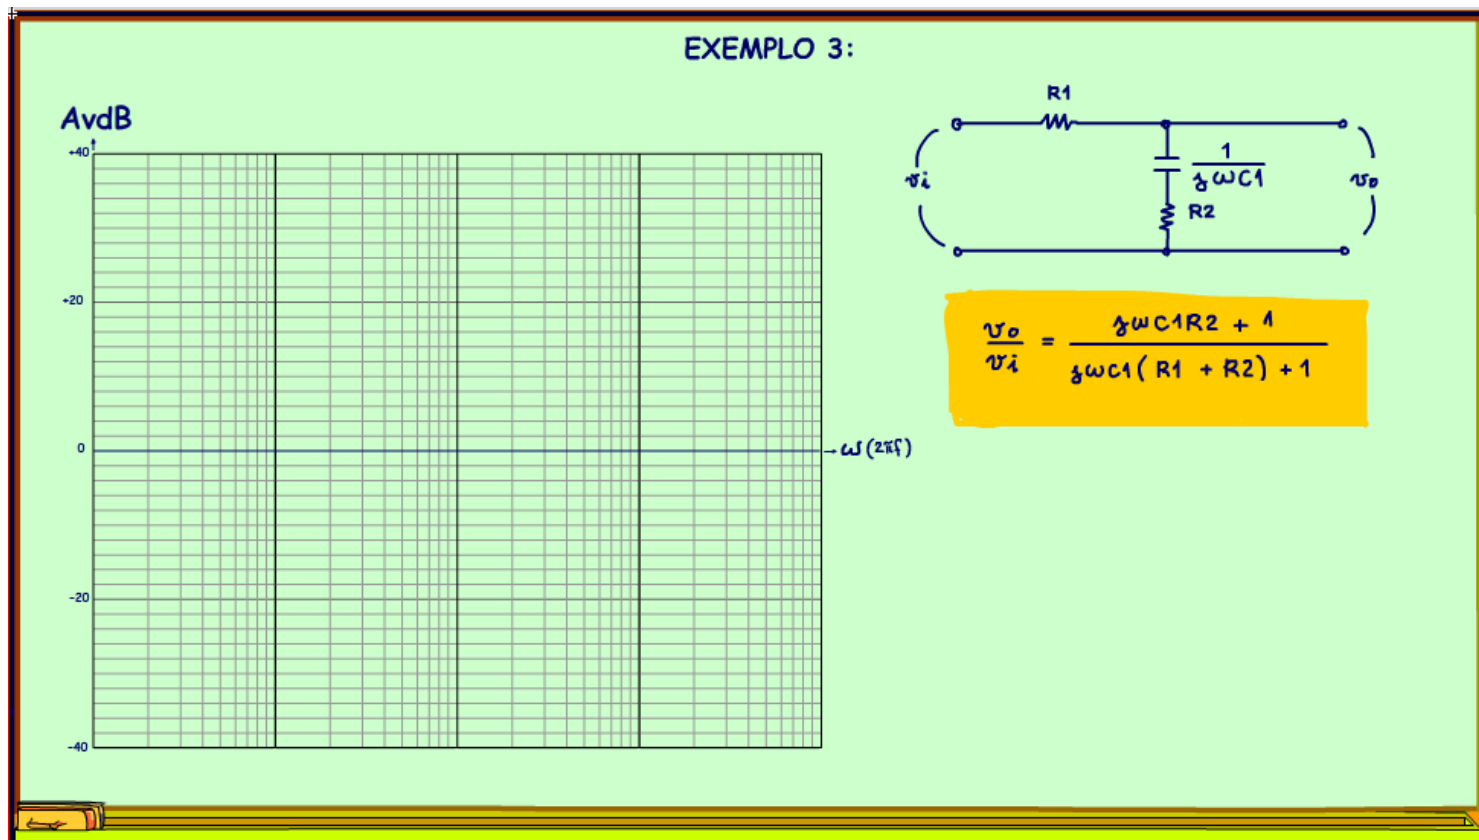 EXEMPLO 3:
AvdB
+40
+20
0
-20
-40
→ ω (2πf)
R1
vi
1
jωC1
R2
vo
vo
vi
=
jωC1R2 + 1
jωC1( R1 + R2) + 1